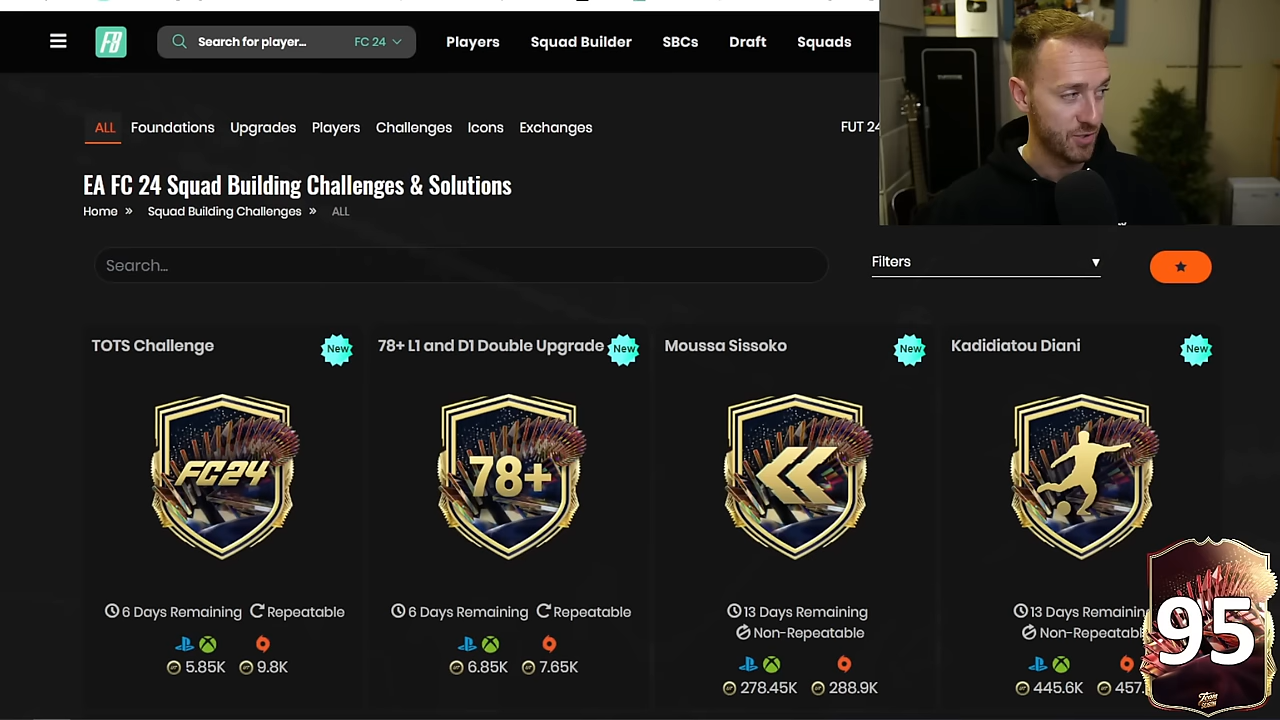 FB
Search for player...
FC 24
Players
Squad Builder
SBCs
Draft
Squads
ALL
Foundations
Upgrades
Players
Challenges
Icons
Exchanges
FUT 24
EA FC 24 Squad Building Challenges & Solutions
Home » Squad Building Challenges » ALL
Search...
Filters
TOTS Challenge
New
78+ L1 and D1 Double Upgrade
New
Moussa Sissoko
New
Kadidiatou Diani
New
FC24
78+
6 Days Remaining
Repeatable
6 Days Remaining
Repeatable
13 Days Remaining
Non-Repeatable
13 Days Remaining
Non-Repeatab
5.85K
9.8K
6.85K
7.65K
278.45K
288.9K
445.6K
457.
95